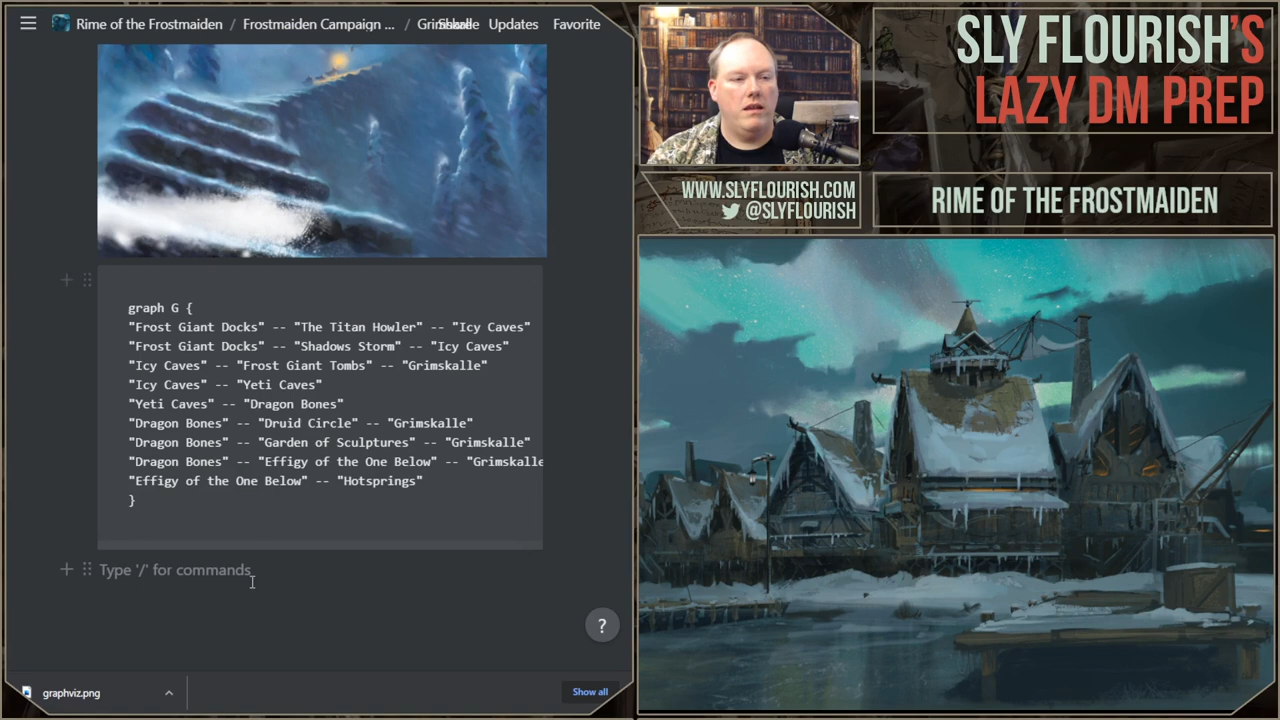 Rime of the Frostmaiden / Frostmaiden Campaign ... / Grimskalle Share Updates Favorite
graph G {
"Frost Giant Docks" -- "The Titan Howler" -- "Icy Caves"
"Frost Giant Docks" -- "Shadows Storm" -- "Icy Caves"
"Icy Caves" -- "Frost Giant Tombs" -- "Grimskalle"
"Icy Caves" -- "Yeti Caves"
"Yeti Caves" -- "Dragon Bones"
"Dragon Bones" -- "Druid Circle" -- "Grimskalle"
"Dragon Bones" -- "Garden of Sculptures" -- "Grimskalle"
"Dragon Bones" -- "Effigy of the One Below" -- "Grimskalle
"Effigy of the One Below" -- "Hotsprings"
}
Type '/' for commands
?
graphviz.png
Show all
SLY FLOURISH'S
LAZY DM PREP
WWW.SLYFLOURISH.COM
@SLYFLOURISH
RIME OF THE FROSTMAIDEN